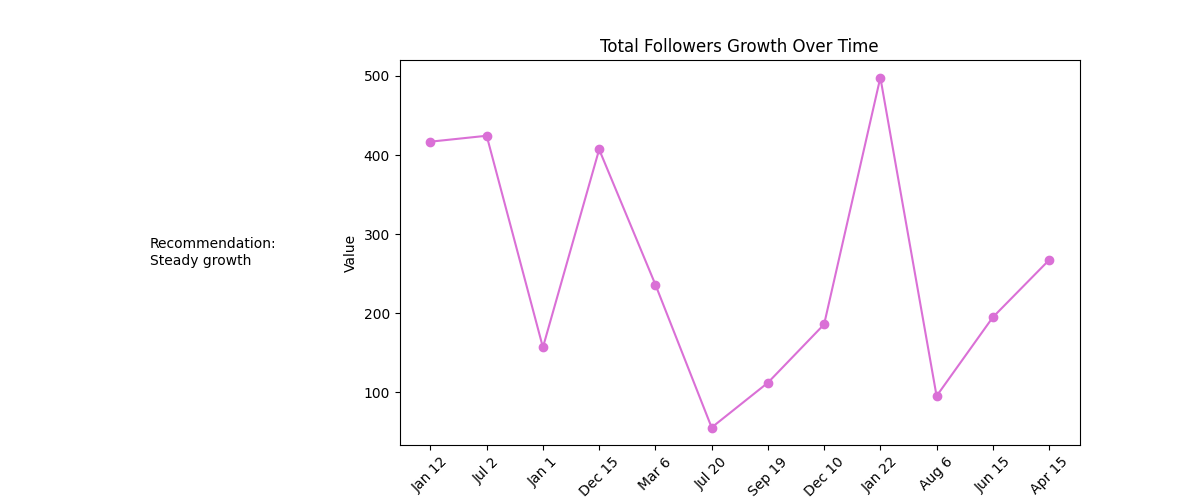 Total Followers Growth Over Time
Recommendation:
Steady growth
Value
500
400
300
200
100
Jan 12
Jul 2
Jan 1
Dec 15
Mar 6
Jul 20
Sep 19
Dec 10
Jan 22
Aug 6
Jun 15
Apr 15